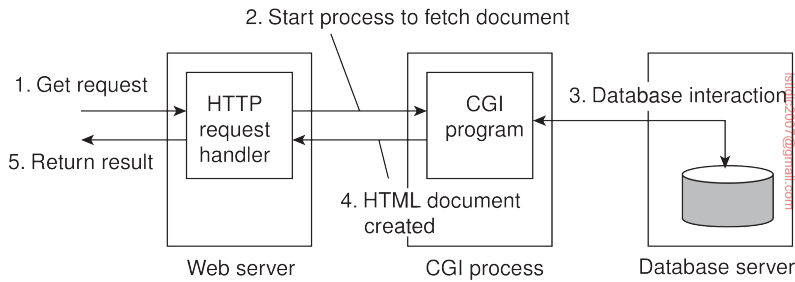 2. Start process to fetch document
1. Get request
HTTP
request
handler
CGI
program
3. Database interaction
5. Return result
4. HTML document
created
Web server
CGI process
Database server